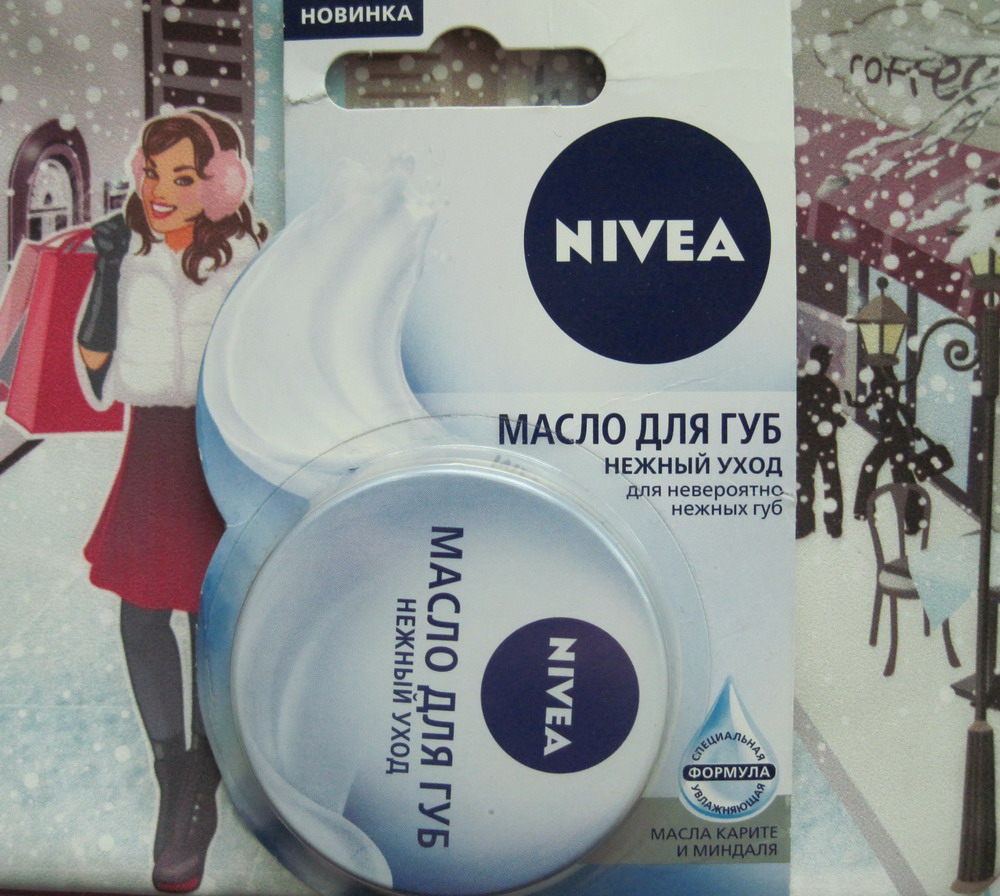 НОВИНКА
NIVEA
МАСЛО ДЛЯ ГУБ
НЕЖНЫЙ УХОД
для невероятно
нежных губ
МАСЛО ДЛЯ ГУБ
НЕЖНЫЙ УХОД
NIVEA
СПЕЦИАЛЬНАЯ
ФОРМУЛА
УВЛАЖНЯЮЩАЯ
МАСЛА КАРИТЕ
И МИНДАЛЯ